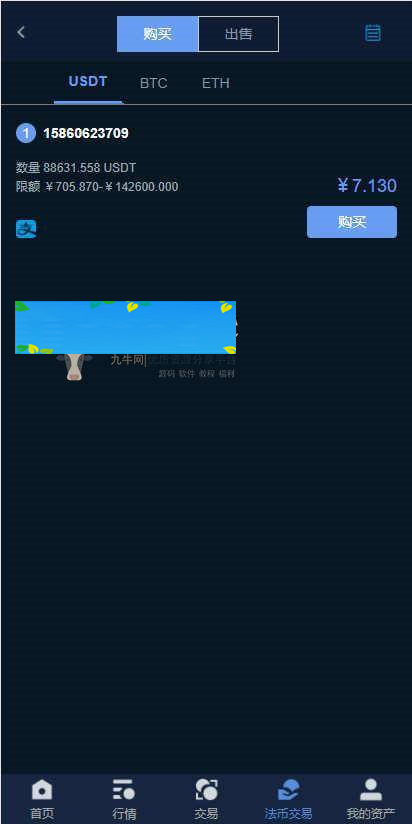 购买 出售
USDT BTC ETH
1 15860623709
数量 88631.558 USDT
限额 ￥705.870-￥142600.000
￥7.130
购买
九牛网
源码 软件 教程 福利
首页 行情 交易 法币交易 我的资产